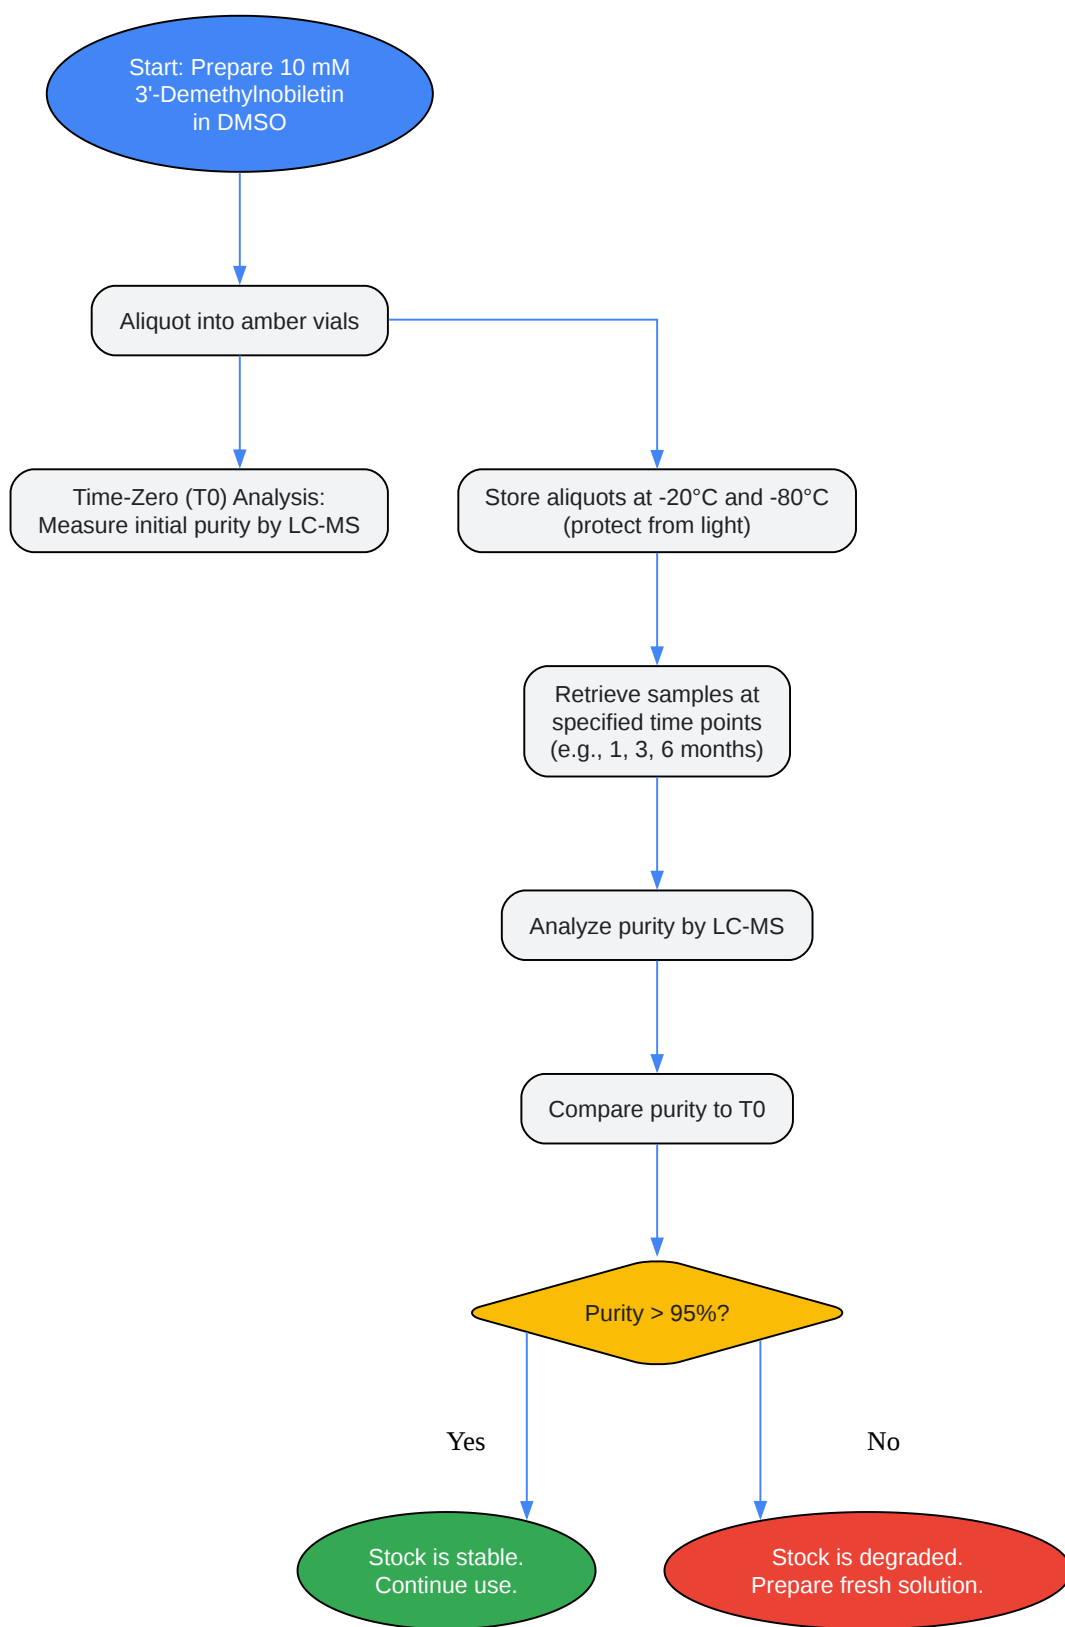 Start: Prepare 10 mM
3'-Demethylnobiletin
in DMSO
Aliquot into amber vials
Time-Zero (T0) Analysis:
Measure initial purity by LC-MS
Store aliquots at -20°C and -80°C
(protect from light)
Retrieve samples at
specified time points
(e.g., 1, 3, 6 months)
Analyze purity by LC-MS
Compare purity to T0
Purity > 95%?
Yes
No
Stock is stable.
Continue use.
Stock is degraded.
Prepare fresh solution.